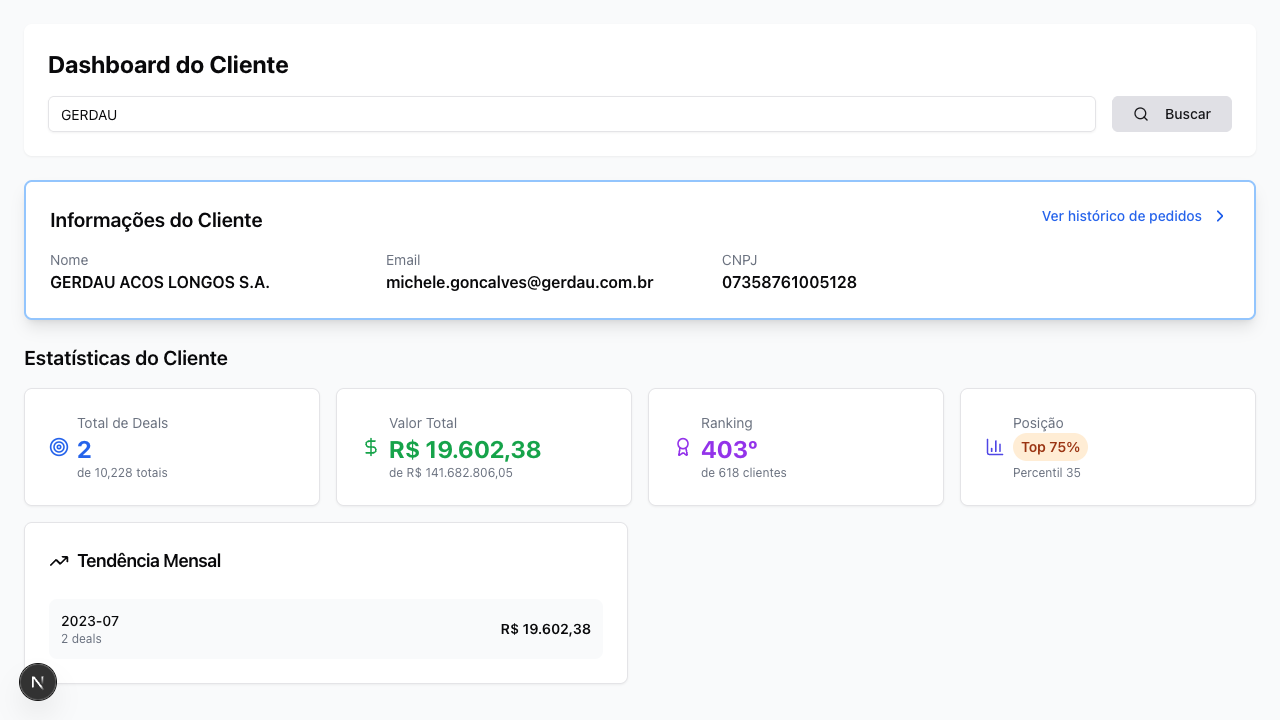 Dashboard do Cliente
GERDAU
Buscar
Informações do Cliente
Ver histórico de pedidos
Nome
Email
CNPJ
GERDAU ACOS LONGOS S.A.
michele.goncalves@gerdau.com.br
07358761005128
Estatísticas do Cliente
Total de Deals
2
de 10,228 totais
Valor Total
R$ 19.602,38
de R$ 141.682.806,05
Ranking
403º
de 618 clientes
Posição
Top 75%
Percentil 35
Tendência Mensal
2023-07
2 deals
R$ 19.602,38
N